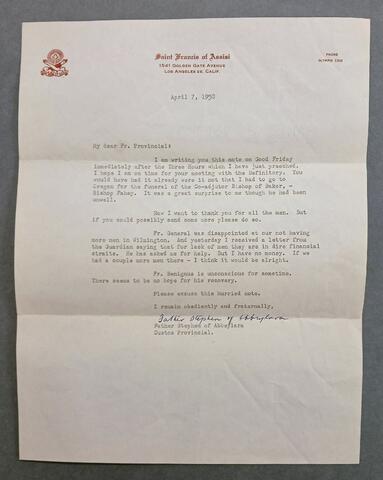 Saint Francis of Assisi
1541 GOLDEN GATE AVENUE
LOS ANGELES 26, CALIF.
PHONE
OLYMPIA
April 7, 1950
My dear Fr. Provincial:
I am writing you this note on Good Friday
immediately after the Three Hours which I have just preached.
I hope I am on time for your meeting with the Definitory. You
would have had it already were it not that I had to go to
Oregon for the Funeral of the Co-adjutor Bishop of Baker, -
Bishop Fahey. It was a great surprise to me though he had been
unwell.
Now I want to thank you for all the men. But
if you could possibly send some more please do so.
Fr. General was disappointed at our not having
more men in Wilmington. And yesterday I received a letter from
the Guardian saying that for lack of men they are in dire financial
straits. He has asked us for help. But I have no money. If we
had a couple more men there - I think it would be alright.
Fr. Benignus is unconscious for sometime.
There seems to be no hope for his recovery.
Please excuse this hurried note.
I remain obediently and fraternally,
Father Stephen of Abbeylara
Father Stephen of Abbeylara
Custos Provincial.